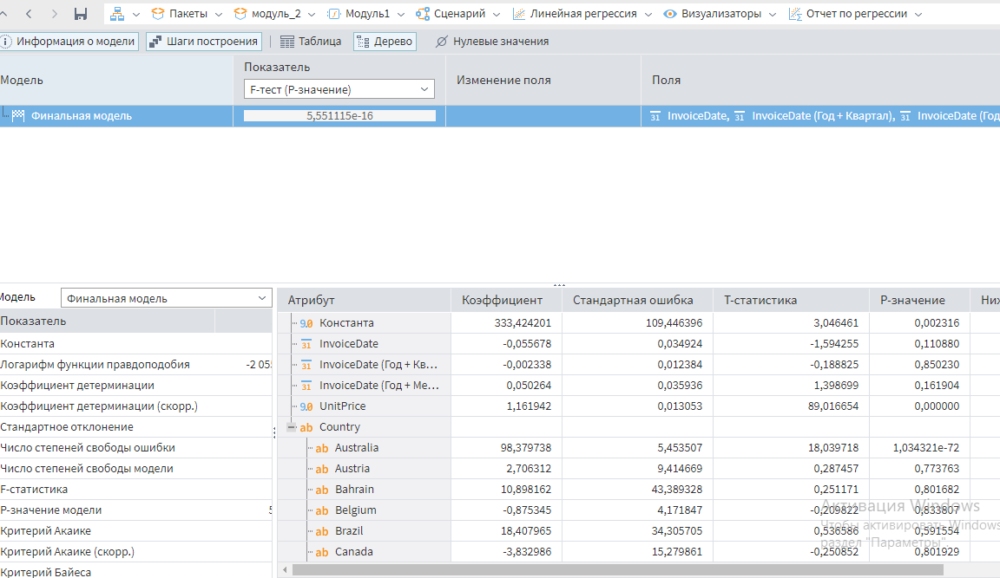 Пакеты модуль_2 Модуль1 Сценарий Линейная регрессия Визуализаторы Отчет по регрессии
Информация о модели Шаги построения Таблица Дерево Нулевые значения
Модель Показатель Изменение поля Поля
F-тест (P-значение)
Финальная модель 5,551115e-16 InvoiceDate, InvoiceDate (Год + Квартал), InvoiceDate (Год
Модель Финальная модель
Показатель
Константа
Логарифм функции правдоподобия -2 055
Коэффициент детерминации
Коэффициент детерминации (скорр.)
Стандартное отклонение
Число степеней свободы ошибки
Число степеней свободы модели
F-статистика
P-значение модели 5
Критерий Акаике
Критерий Акаике (скорр.)
Критерий Байеса
Атрибут Коэффициент Стандартная ошибка Т-статистика P-значение Них
Константа 333,424201 109,446396 3,046461 0,002316
InvoiceDate -0,055678 0,034924 -1,594255 0,110880
InvoiceDate (Год + Кв... -0,002338 0,012384 -0,188825 0,850230
InvoiceDate (Год + Ме... 0,050264 0,035936 1,398699 0,161904
UnitPrice 1,161942 0,013053 89,016654 0,000000
Country
Australia 98,379738 5,453507 18,039718 1,034321e-72
Austria 2,706312 9,414669 0,287457 0,773763
Bahrain 10,898162 43,389328 0,251171 0,801682
Belgium -0,875345 4,171847 -0,209822 0,833807
Brazil 18,407965 34,305705 0,536586 0,591554
Canada -3,832986 15,279861 -0,250852 0,801929
Активация Windows
Чтобы активировать Windows
раздел "Параметры".